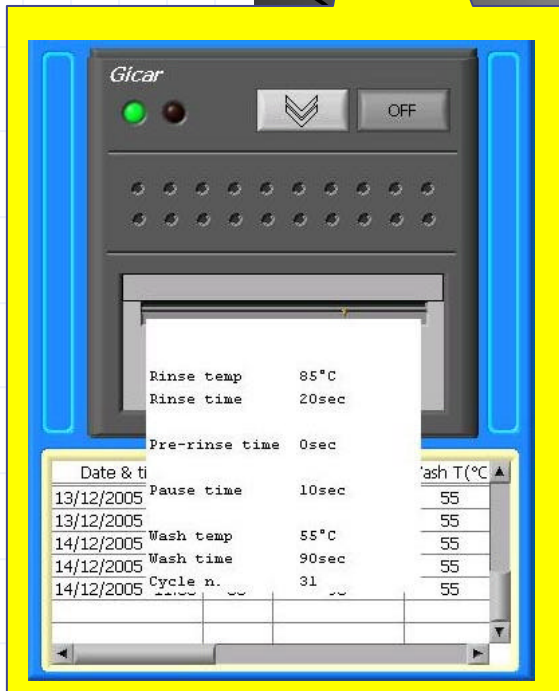 Gicar
OFF
Rinse temp 85°C
Rinse time 20sec
Pre-rinse time 0sec
Pause time 10sec
Wash temp 55°C
Wash time 90sec
Cycle n. 31
Date & ti ash T(°C
13/12/2005 55
13/12/2005 55
14/12/2005 55
14/12/2005 55
14/12/2005 55